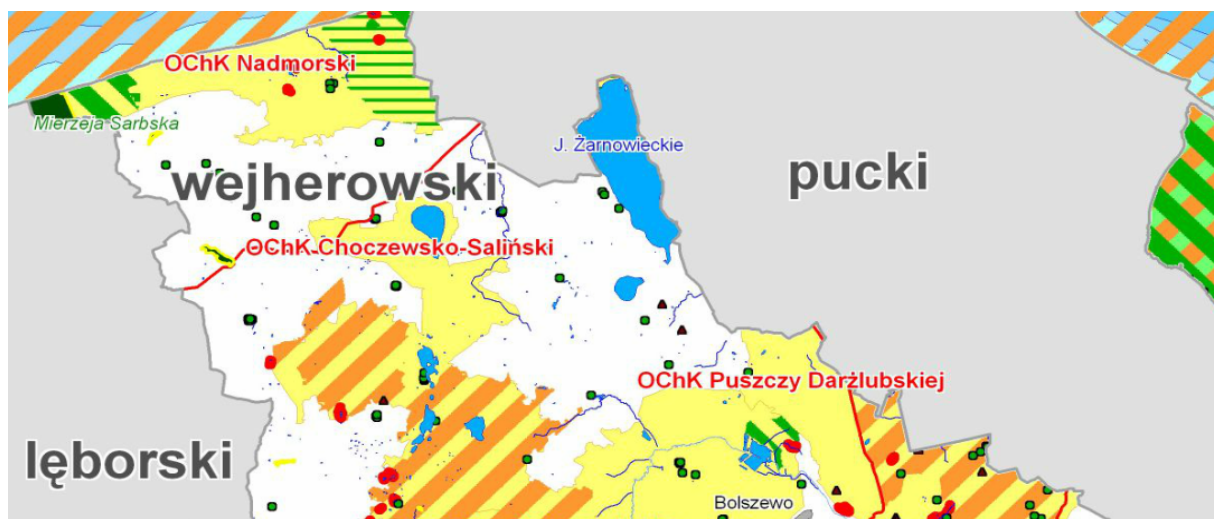 OChK Nadmorski
Mierzeja Sarbska
J. Żarnowieckie
wejherowski
pucki
OChK Choczewsko-Saliński
OChK Puszczy Darżlubskiej
lęborski
Bolszewo